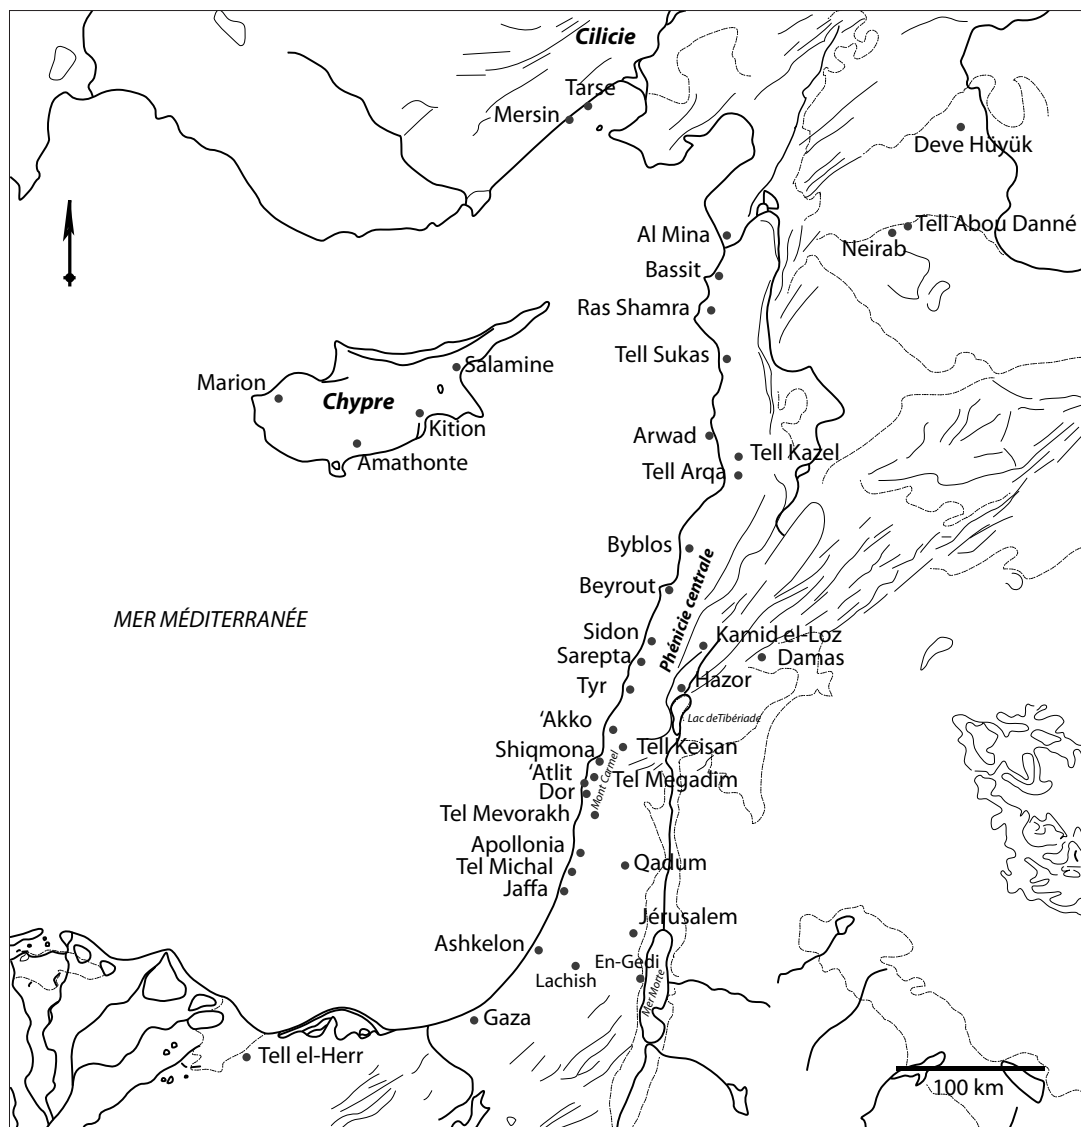 Cilicie
Tarse
Mersin
Deve Hüyük
Tell Abou Danné
Al Mina
Neirab
Bassit
Ras Shamra
Tell Sukas
Salamine
Marion
Chypre
Kition
Arwad
Tell Kazel
Amathonte
Tell Arqa
Byblos
Phénicie centrale
Beyrout
MER MÉDITERRANÉE
Sidon
Kamid el-Loz
Sarepta
Damas
Tyr
Hazor
Lac deTibériade
‘Akko
Shiqmona
Tell Keisan
‘Atlit
Mont Carmel
Tel Megadim
Dor
Tel Mevorakh
Apollonia
Tel Michal
Qadum
Jaffa
Jérusalem
Ashkelon
En-Gedi
Lachish
Mer Morte
Gaza
Tell el-Herr
100 km